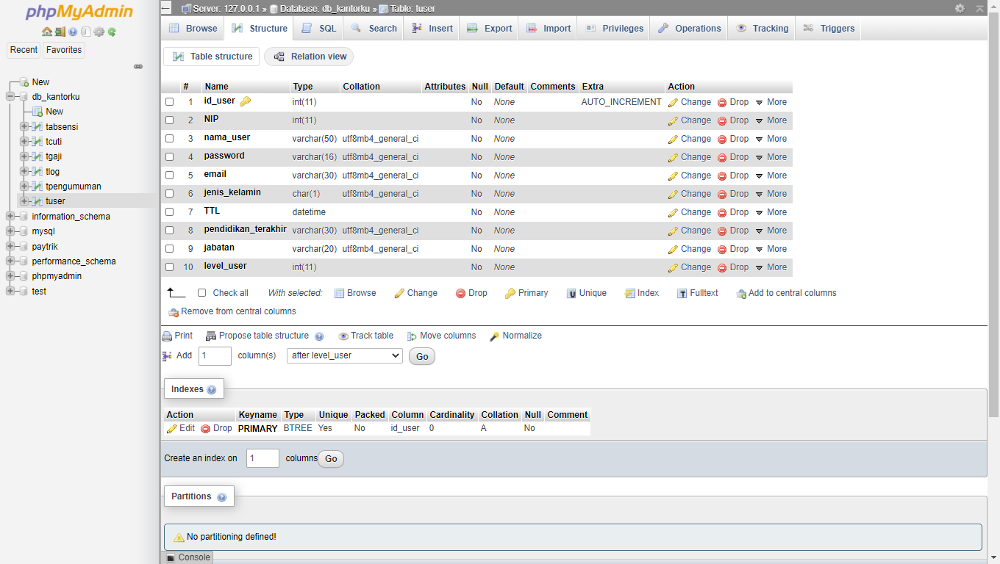 phpMyAdmin
Recent Favorites
New
db_kantorku
New
tabsensi
tcuti
tgaji
tlog
tpengumuman
tuser
information_schema
mysql
paytrik
performance_schema
phpmyadmin
test
← Server: 127.0.0.1 » Database: db_kantorku » Table: tuser
Browse Structure SQL Search Insert Export Import Privileges Operations Tracking Triggers
Table structure Relation view
# Name Type Collation Attributes Null Default Comments Extra Action
1 id_user int(11) No None AUTO_INCREMENT Change Drop More
2 NIP int(11) No None Change Drop More
3 nama_user varchar(50) utf8mb4_general_ci No None Change Drop More
4 password varchar(16) utf8mb4_general_ci No None Change Drop More
5 email varchar(30) utf8mb4_general_ci No None Change Drop More
6 jenis_kelamin char(1) utf8mb4_general_ci No None Change Drop More
7 TTL datetime No None Change Drop More
8 pendidikan_terakhir varchar(30) utf8mb4_general_ci No None Change Drop More
9 jabatan varchar(20) utf8mb4_general_ci No None Change Drop More
10 level_user int(11) No None Change Drop More
Check all With selected: Browse Change Drop Primary Unique Index Fulltext Add to central columns
Remove from central columns
Print Propose table structure Track table Move columns Normalize
Add 1 column(s) after level_user Go
Indexes
Action Keyname Type Unique Packed Column Cardinality Collation Null Comment
Edit Drop PRIMARY BTREE Yes No id_user 0 A No
Create an index on 1 columns Go
Partitions
No partitioning defined!
Console